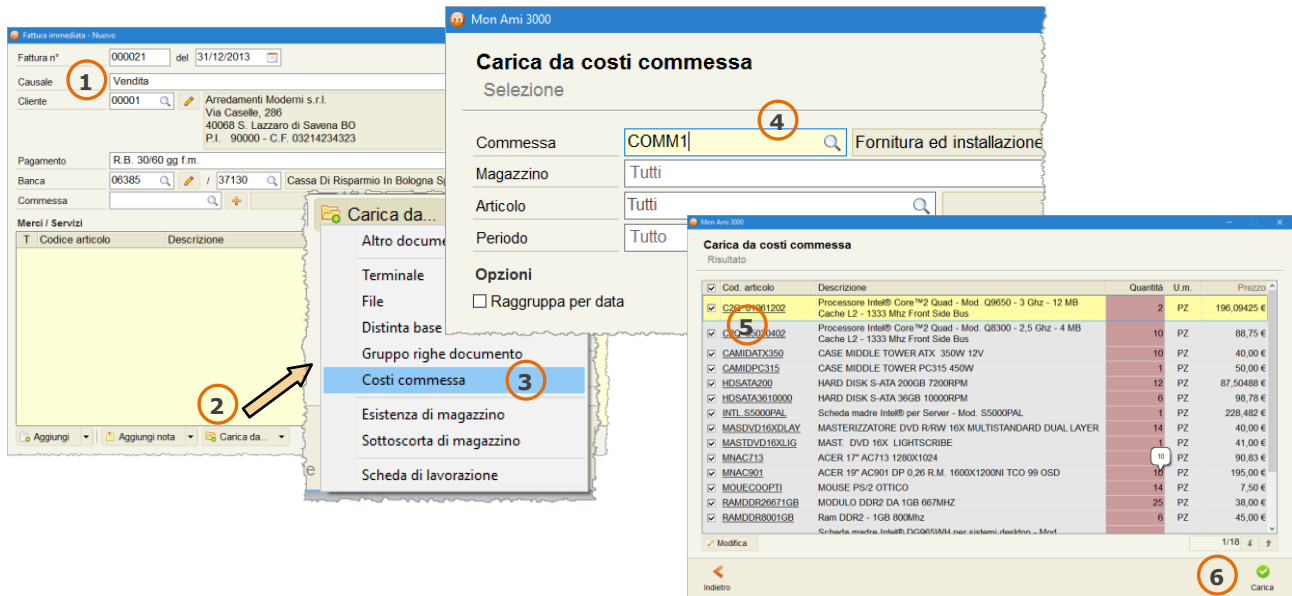 Fattura immediata - Nuovo
Fattura n° 000021 del 31/12/2013
Causale 1 Vendita
Cliente 00001 Arredamenti Moderni s.r.l.
Via Caselle, 286
40068 S. Lazzaro di Savena BO
P.I. 90000 - C.F. 03214234323
Pagamento R.B. 30/60 gg f.m.
Banca 06385 / 37130 Cassa Di Risparmio In Bologna S
Commessa
Merci / Servizi
T Codice articolo Descrizione
2
Aggiungi Aggiungi nota Carica da...
Carica da...
Altro docume
Terminale
File
Distinta base
Gruppo righe documento
Costi commessa 3
Esistenza di magazzino
Sottoscorta di magazzino
Scheda di lavorazione
Mon Ami 3000
Carica da costi commessa
Selezione
4
Commessa COMM1 Fornitura ed installazione
Magazzino Tutti
Articolo Tutti
Periodo Tutto
Opzioni
Raggruppa per data
Mon Ami 3000
Carica da costi commessa
Risultato
Cod. articolo Descrizione Quantità U.m. Prezzo
Processore Intel® Core™2 Quad - Mod. Q9650 - 3 Ghz - 12 MB
Cache L2 - 1333 Mhz Front Side Bus 2 PZ 196,09425 €
5
Processore Intel® Core™2 Quad - Mod. Q8300 - 2,5 Ghz - 4 MB
Cache L2 - 1333 Mhz Front Side Bus 10 PZ 88,75 €
CAMIDATX350 CASE MIDDLE TOWER ATX 350W 12V 10 PZ 40,00 €
CAMIDPC315 CASE MIDDLE TOWER PC315 450W 1 PZ 50,00 €
HDSATA200 HARD DISK S-ATA 200GB 7200RPM 12 PZ 87,50488 €
HDSATA3610000 HARD DISK S-ATA 36GB 10000RPM 6 PZ 98,78 €
INTL.S5000PAL Scheda madre Intel® per Server - Mod. S5000PAL 1 PZ 228,482 €
MASDVD16XDLAY MASTERIZZATORE DVD R/RW 16X MULTISTANDARD DUAL LAYER 14 PZ 40,00 €
MASTDVD16XLIG MAST. DVD 16X LIGHTSCRIBE 1 PZ 41,00 €
MNAC713 ACER 17" AC713 1280X1024 10 PZ 90,83 €
MNAC901 ACER 19" AC901 DP 0,26 R.M. 1600X1200NI TCO 99 OSD 10 PZ 195,00 €
MOUECOOPTI MOUSE PS/2 OTTICO 14 PZ 7,50 €
RAMDDR26671GB MODULO DDR2 DA 1GB 667MHZ 25 PZ 38,00 €
RAMDDR8001GB Ram DDR2 - 1GB 800Mhz 6 PZ 45,00 €
Scheda madre Intel® DG965WH per sistemi desktop - Mod.
Modifica 1/18
Indietro 6 Carica